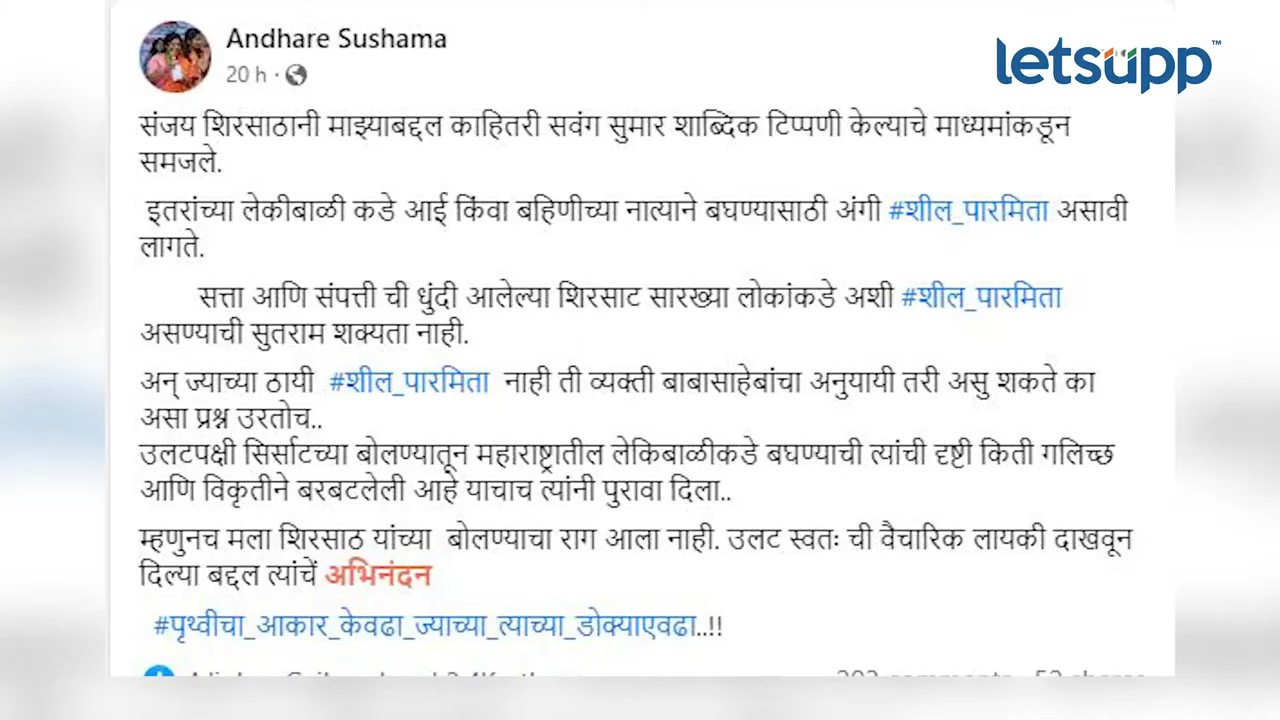 Andhare Sushama
20 h ·
letsupp™
संजय शिरसाठानी माझ्याबद्दल काहितरी सवंग सुमार शाब्दिक टिप्पणी केल्याचे माध्यमांकडून
समजले.
इतरांच्या लेकीबाळी कडे आई किंवा बहिणीच्या नात्याने बघण्यासाठी अंगी #शील_पारमिता असावी
लागते.
सत्ता आणि संपत्ती ची धुंदी आलेल्या शिरसाट सारख्या लोकांकडे अशी #शील_पारमिता
असण्याची सुतराम शक्यता नाही.
अन् ज्याच्या ठायी #शील_पारमिता नाही ती व्यक्ती बाबासाहेबांचा अनुयायी तरी असु शकते का
असा प्रश्न उरतोच..
उलटपक्षी सिर्साटच्या बोलण्यातून महाराष्ट्रातील लेकिबाळीकडे बघण्याची त्यांची दृष्टी किती गलिच्छ
आणि विकृतीने बरबटलेली आहे याचाच त्यांनी पुरावा दिला..
म्हणुनच मला शिरसाठ यांच्या बोलण्याचा राग आला नाही. उलट स्वतः ची वैचारिक लायकी दाखवून
दिल्या बद्दल त्यांचें अभिनंदन
#पृथ्वीचा_आकार_केवढा_ज्याच्या_त्याच्या_डोक्याएवढा..!!